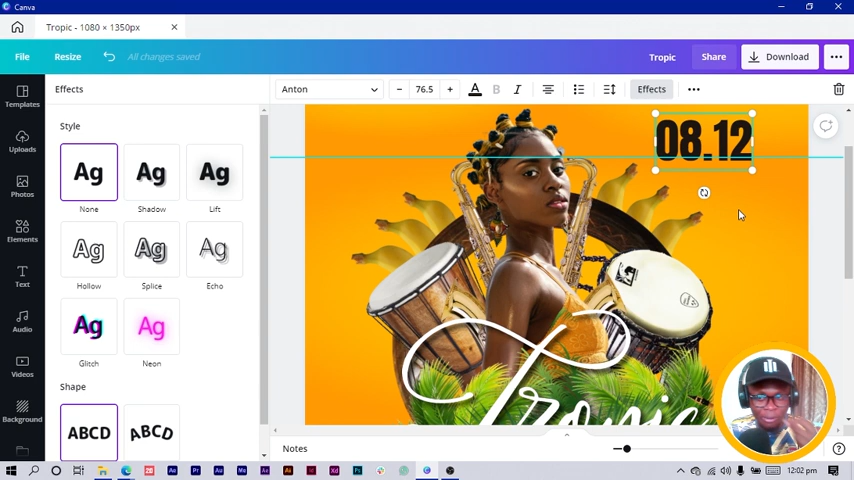 Canva
Tropic - 1080 × 1350px
File
Resize
All changes saved
Tropic
Share
Download
Effects
Anton
76.5
A
B
I
Effects
Templates
Uploads
Photos
Elements
Text
Audio
Videos
Background
Style
Ag
Ag
Ag
None
Shadow
Lift
Ag
Ag
Ag
Hollow
Splice
Echo
Ag
Ag
Glitch
Neon
Shape
ABCD
ABCD
08.12
Tropic
Notes
12:02 pm